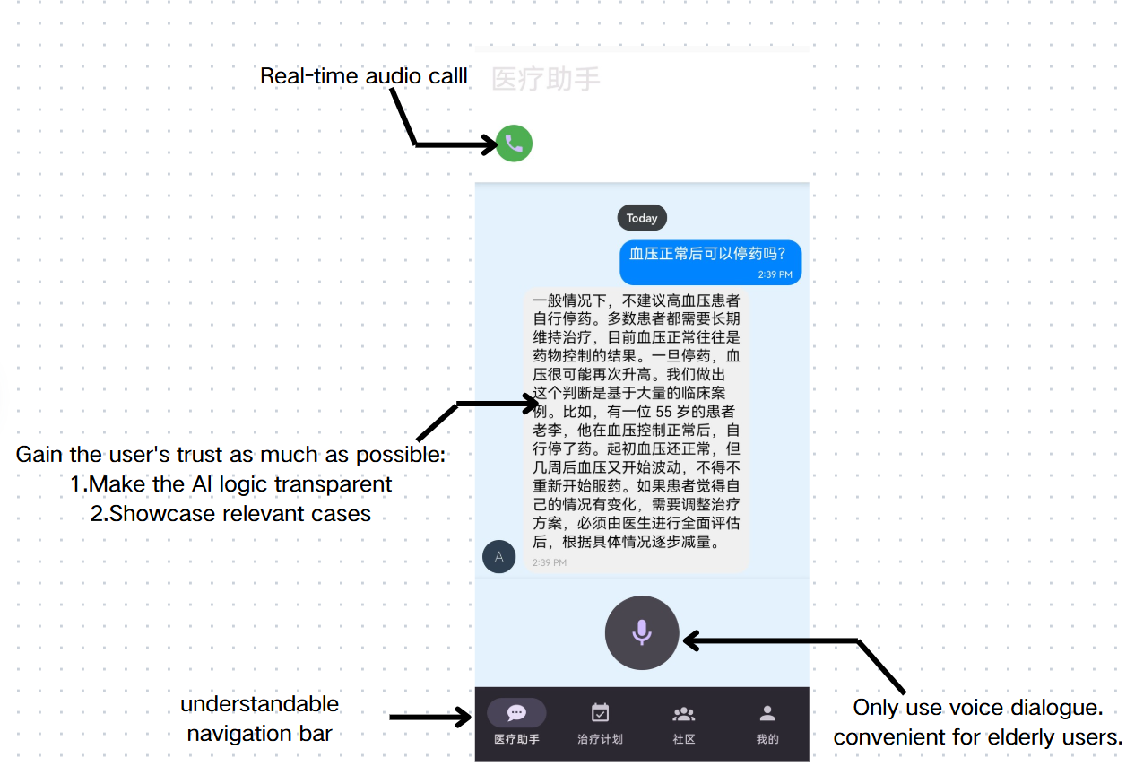 Real-time audio calll
医疗助手
Today
血压正常后可以停药吗?
2:39 PM
一般情况下，不建议高血压患者
自行停药。多数患者都需要长期
维持治疗，目前血压正常往往是
药物控制的结果。一旦停药，血
压很可能再次升高。我们做出
这个判断是基于大量的临床案
例。比如，有一位 55 岁的患者
老李，他在血压控制正常后，自
行停了药。起初血压还正常，但
几周后血压又开始波动，不得不
重新开始服药。如果患者觉得自
己的情况有变化，需要调整治疗
方案，必须由医生进行全面评估
后，根据具体情况逐步减量。
A
2:39 PM
Gain the user's trust as much as possible:
1.Make the AI logic transparent
2.Showcase relevant cases
understandable
navigation bar
医疗助手
治疗计划
社区
我的
Only use voice dialogue.
convenient for elderly users.